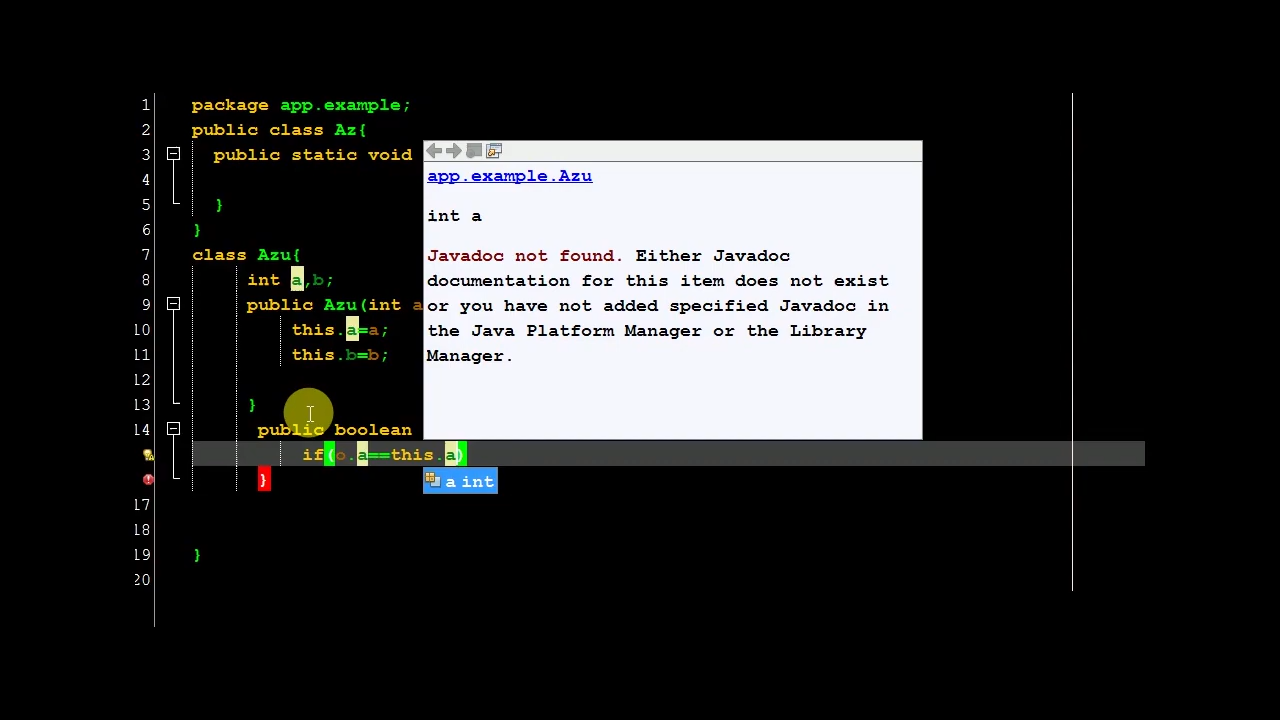 1 package app.example;
2 public class Az{
3 public static void
4
5 }
6 }
7 class Azu{
8 int a,b;
9 public Azu(int a
10 this.a=a;
11 this.b=b;
12
13 }
14 public boolean
if(o.a==this.a)
}
17
18
19 }
20
app.example.Azu
int a
Javadoc not found. Either Javadoc
documentation for this item does not exist
or you have not added specified Javadoc in
the Java Platform Manager or the Library
Manager.
a int